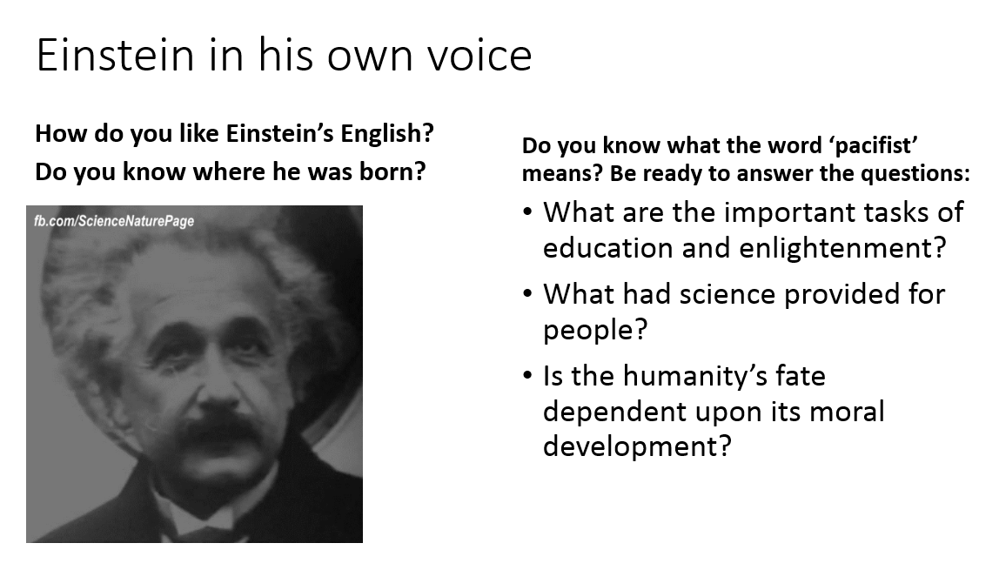 Einstein in his own voice
How do you like Einstein’s English?
Do you know where he was born?
fb.com/ScienceNaturePage
Do you know what the word ‘pacifist’
means? Be ready to answer the questions:
• What are the important tasks of
education and enlightenment?
• What had science provided for
people?
• Is the humanity’s fate
dependent upon its moral
development?